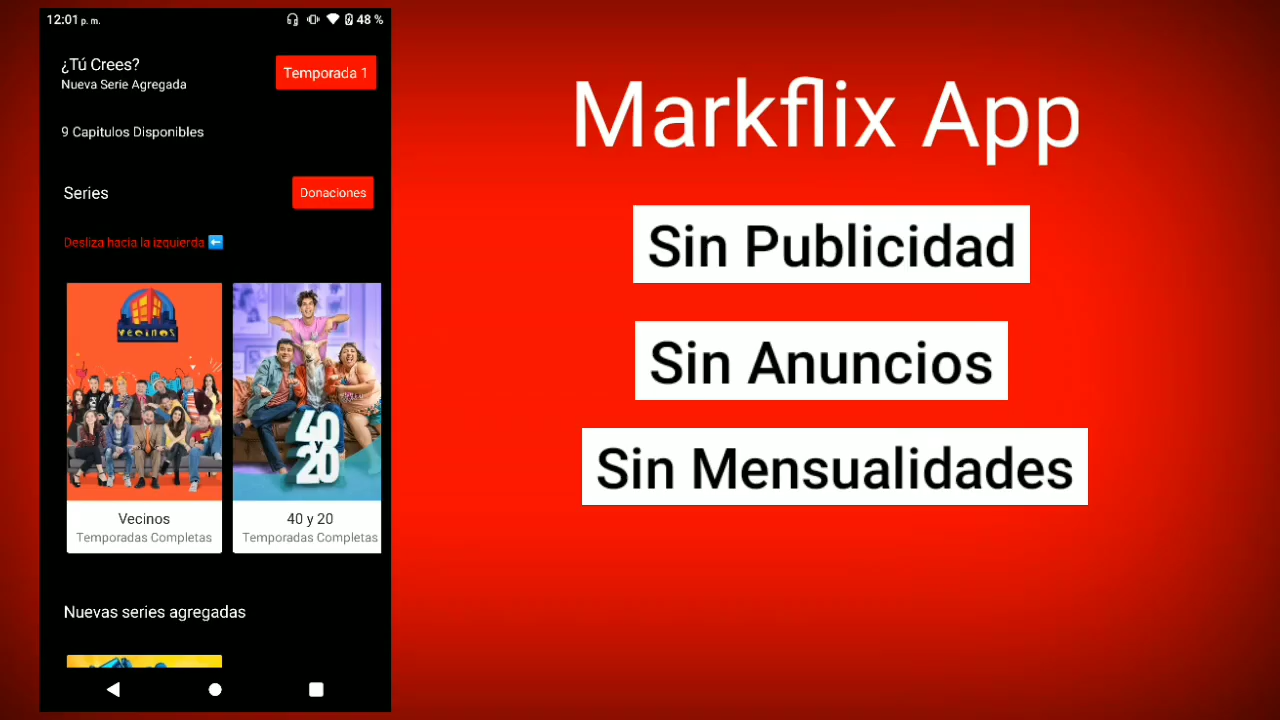 12:01 p. m.
48 %
¿Tú Crees?
Nueva Serie Agregada
Temporada 1
9 Capitulos Disponibles
Series
Donaciones
Desliza hacia la izquierda
VECINOS
40 Y 20
Vecinos
Temporadas Completas
40 y 20
Temporadas Completas
Nuevas series agregadas
Markflix App
Sin Publicidad
Sin Anuncios
Sin Mensualidades